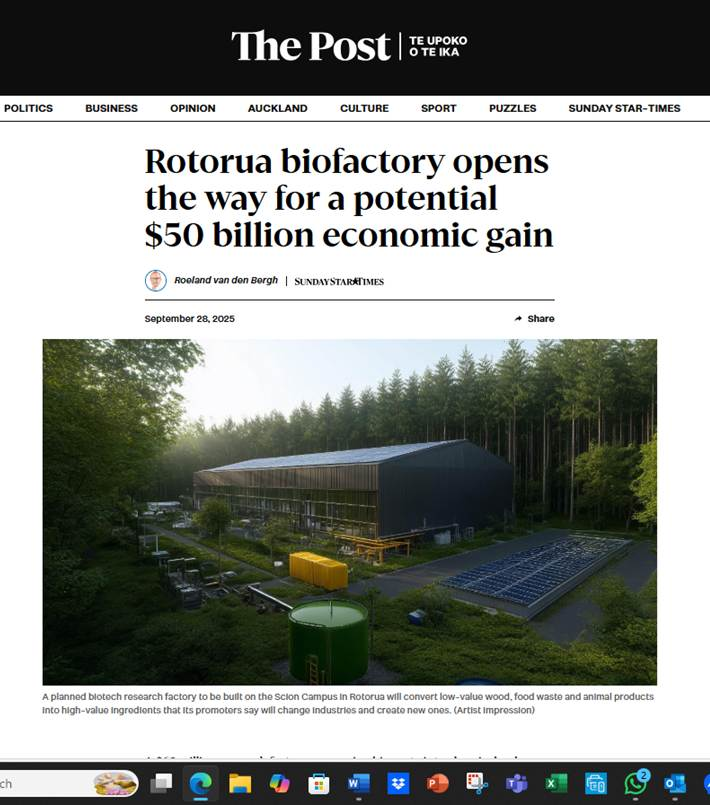 The Post
TE UPOKO
O TE IKA
POLITICS BUSINESS OPINION AUCKLAND CULTURE SPORT PUZZLES SUNDAY STAR-TIMES
Rotorua biofactory opens
the way for a potential
$50 billion economic gain
Roeland van den Bergh | SUNDAY STAR TIMES
September 28, 2025
Share
A planned biotech research factory to be built on the Scion Campus in Rotorua will convert low-value wood, food waste and animal products
into high-value ingredients that its promoters say will change industries and create new ones. (Artist impression)
ch
2